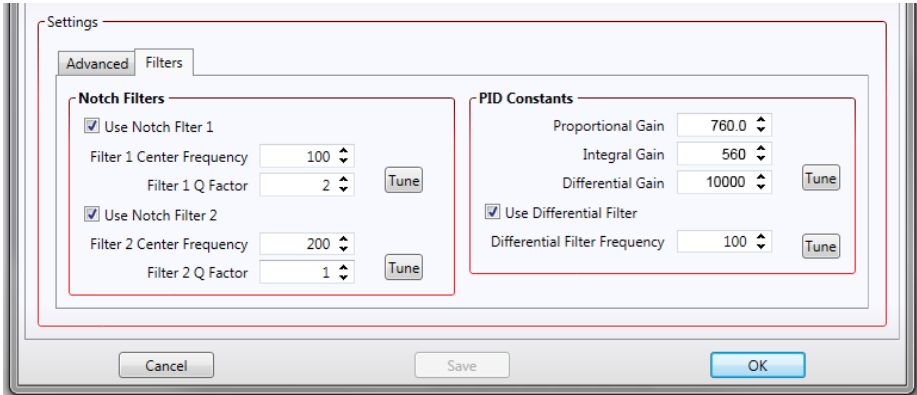 Settings
Advanced Filters
Notch Filters
Use Notch Flter 1
Filter 1 Center Frequency 100
Filter 1 Q Factor 2 Tune
Use Notch Filter 2
Filter 2 Center Frequency 200
Filter 2 Q Factor 1 Tune
PID Constants
Proportional Gain 760.0
Integral Gain 560
Differential Gain 10000 Tune
Use Differential Filter
Differential Filter Frequency 100 Tune
Cancel Save OK